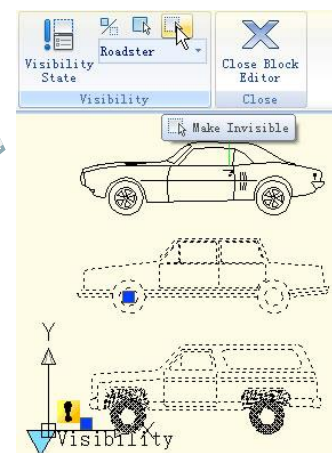 Roadster
Visibility
State
Close Block
Editor
Visibility
Close
Make Invisible
Y
X
Visibility